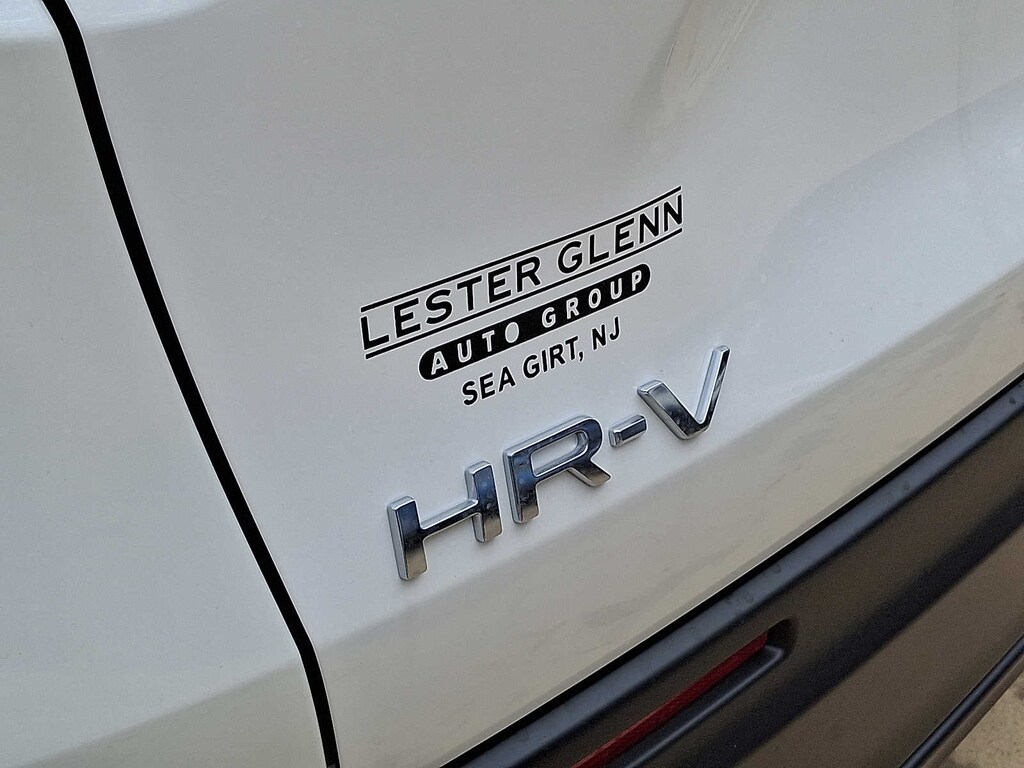 LESTER GLENN
AUTO GROUP
SEA GIRT, NJ
HR-V